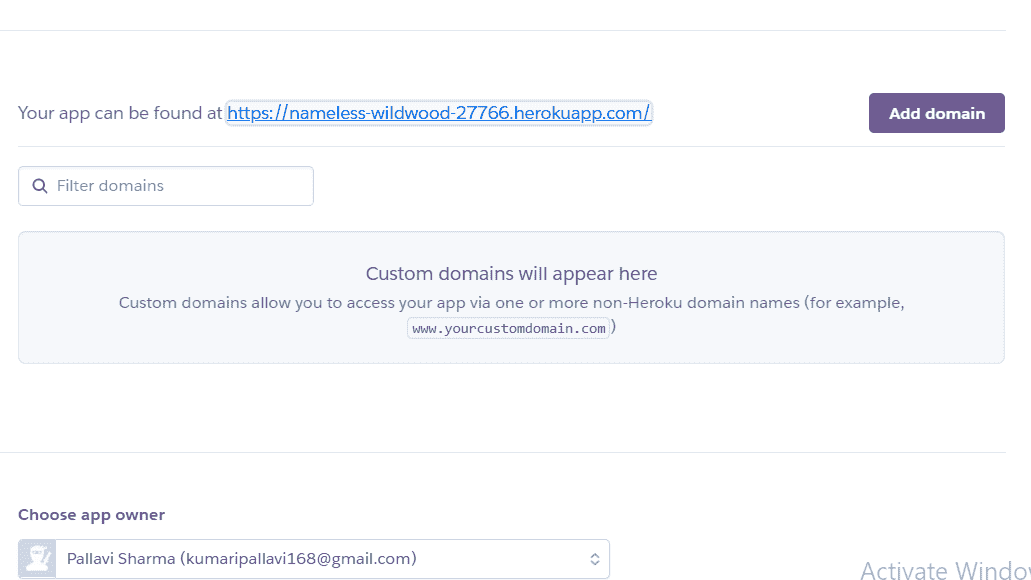 Your app can be found at https://nameless-wildwood-27766.herokuapp.com/
Add domain
Filter domains
Custom domains will appear here
Custom domains allow you to access your app via one or more non-Heroku domain names (for example,
www.yourcustomdomain.com)
Choose app owner
Pallavi Sharma (kumaripallavi168@gmail.com)
Activate